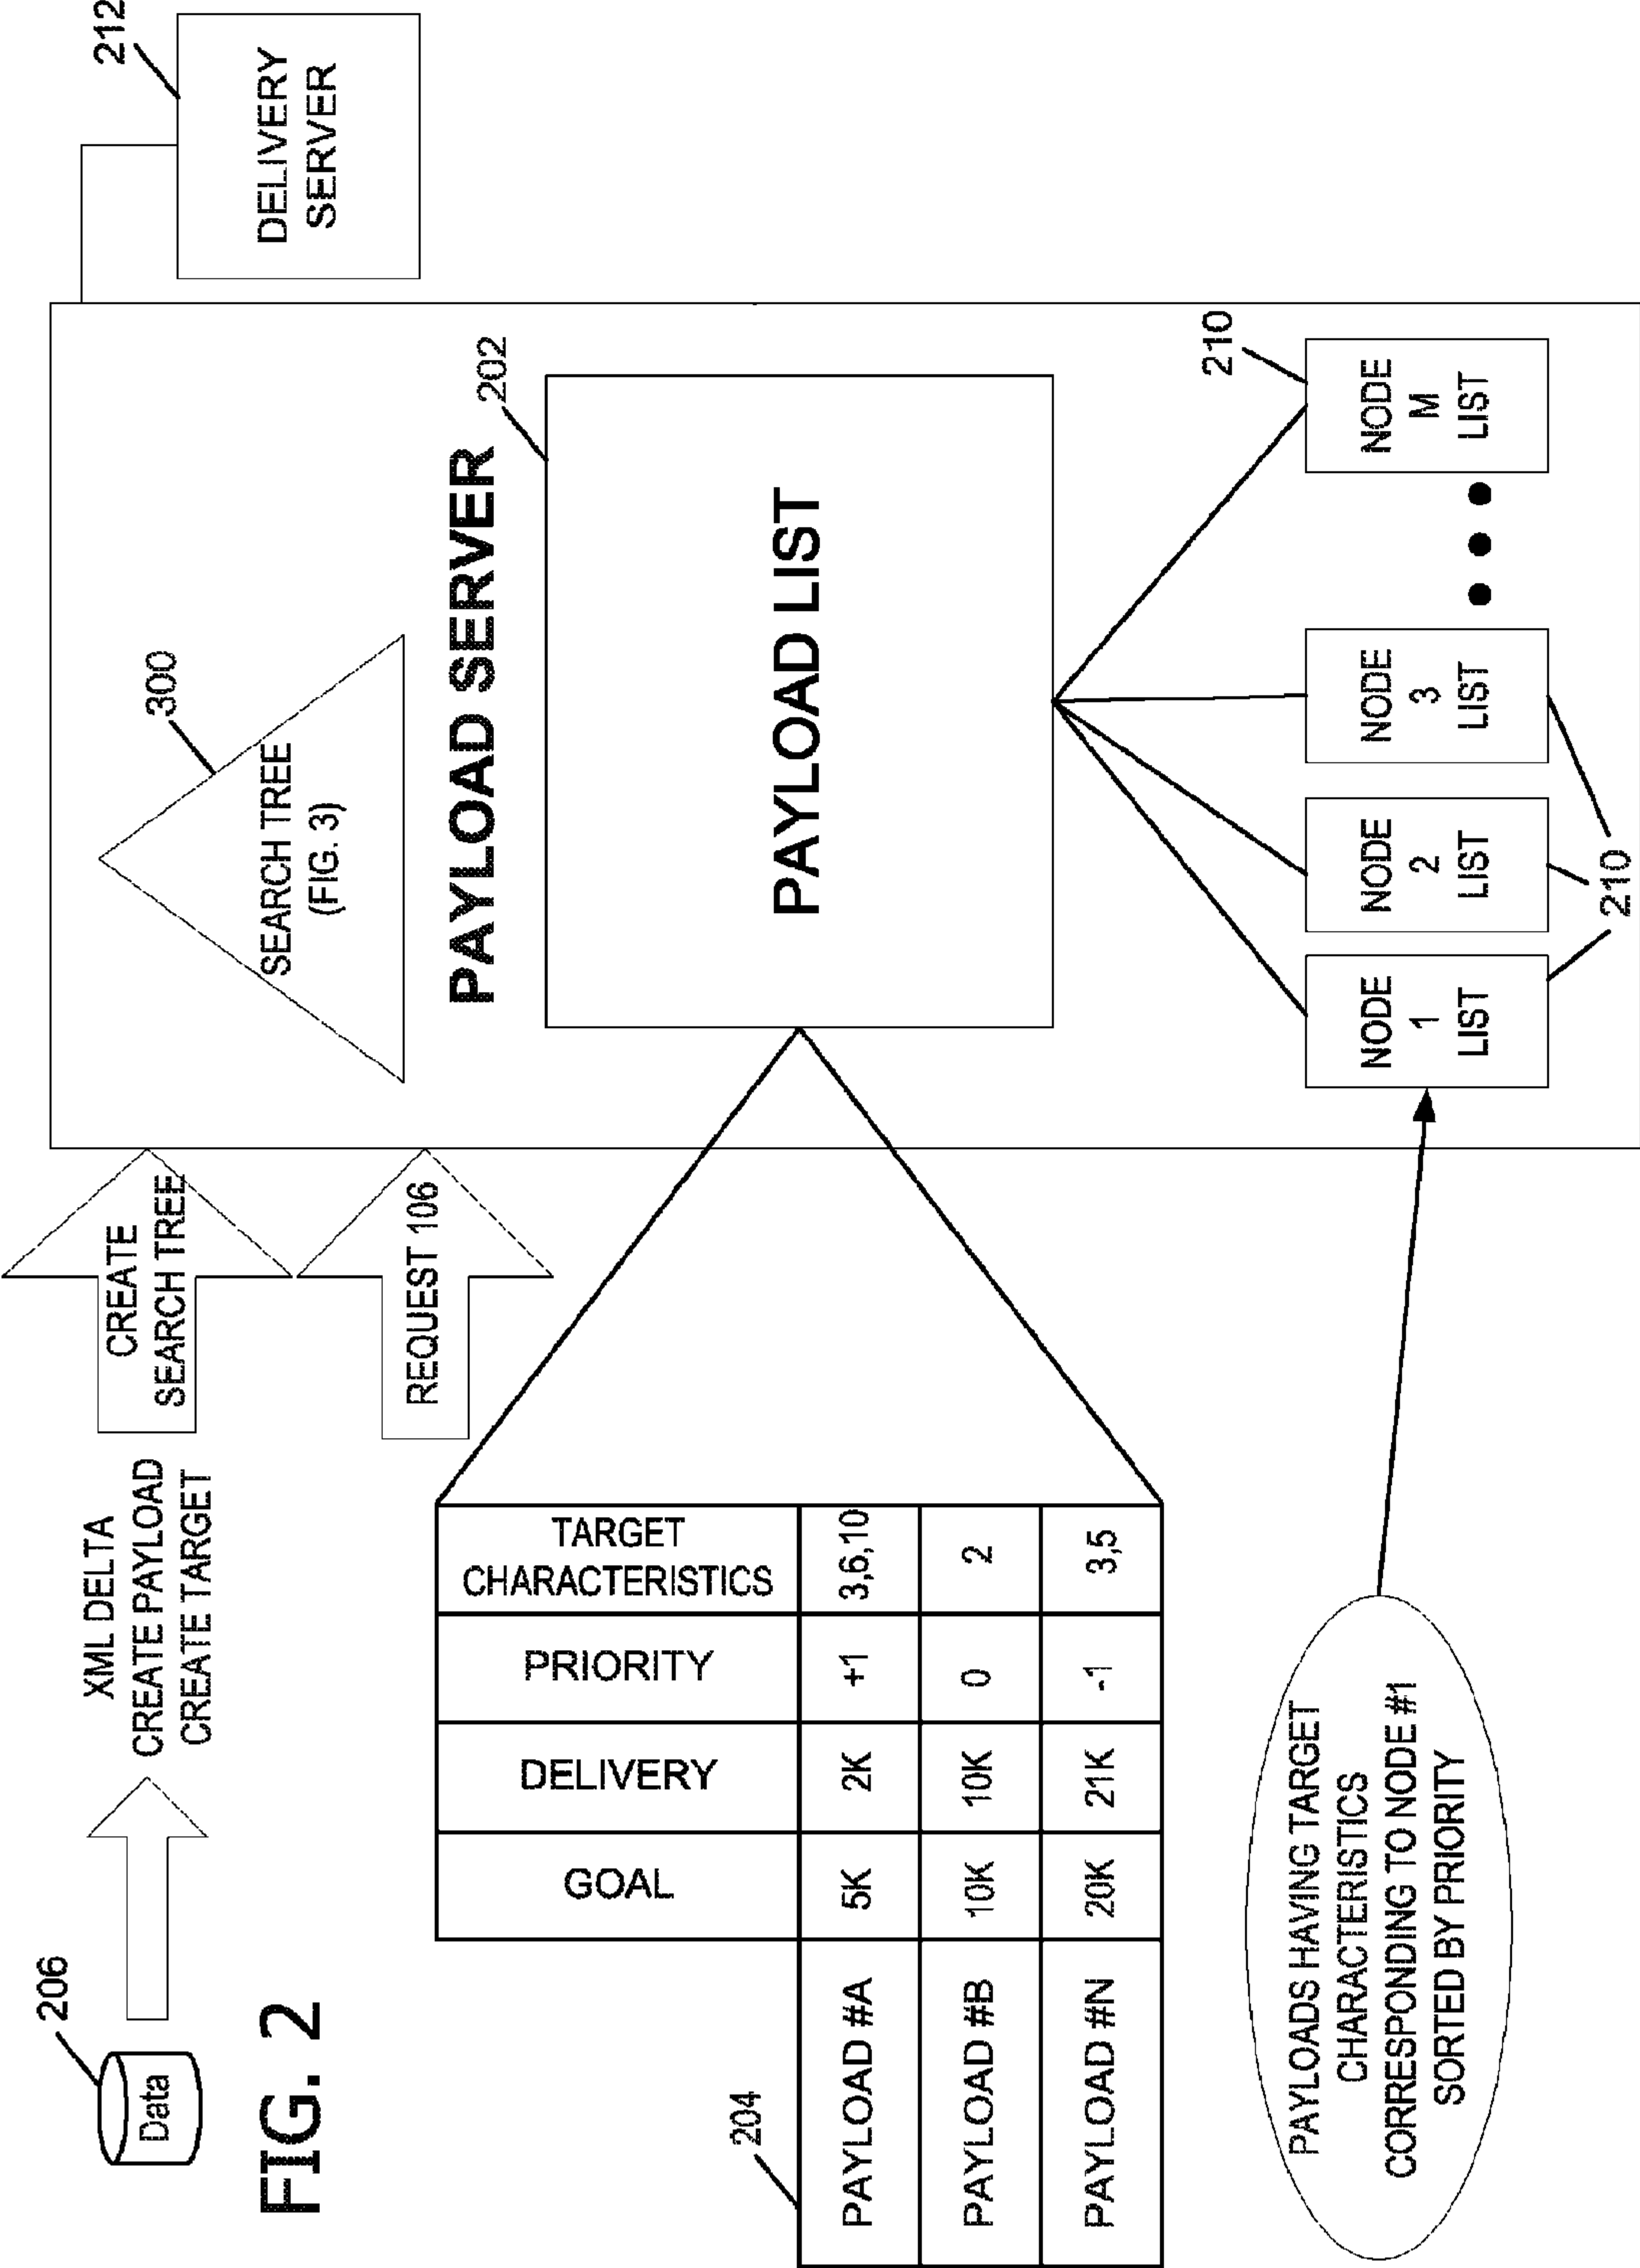 206
Data
XML DELTA
CREATE PAYLOAD
CREATE TARGET
CREATE
SEARCH TREE
REQUEST 106
300
SEARCH TREE
(FIG. 3)
212
DELIVERY
SERVER
FIG. 2
PAYLOAD SERVER
202
PAYLOAD LIST
204
GOAL
DELIVERY
PRIORITY
TARGET
CHARACTERISTICS
PAYLOAD #A
5K
2K
+1
3,6,10
PAYLOAD #B
10K
10K
0
2
PAYLOAD #N
20K
21K
-1
3,5
210
NODE
1
LIST
NODE
2
LIST
NODE
3
LIST
NODE
M
LIST
210
PAYLOADS HAVING TARGET
CHARACTERISTICS
CORRESPONDING TO NODE #1
SORTED BY PRIORITY